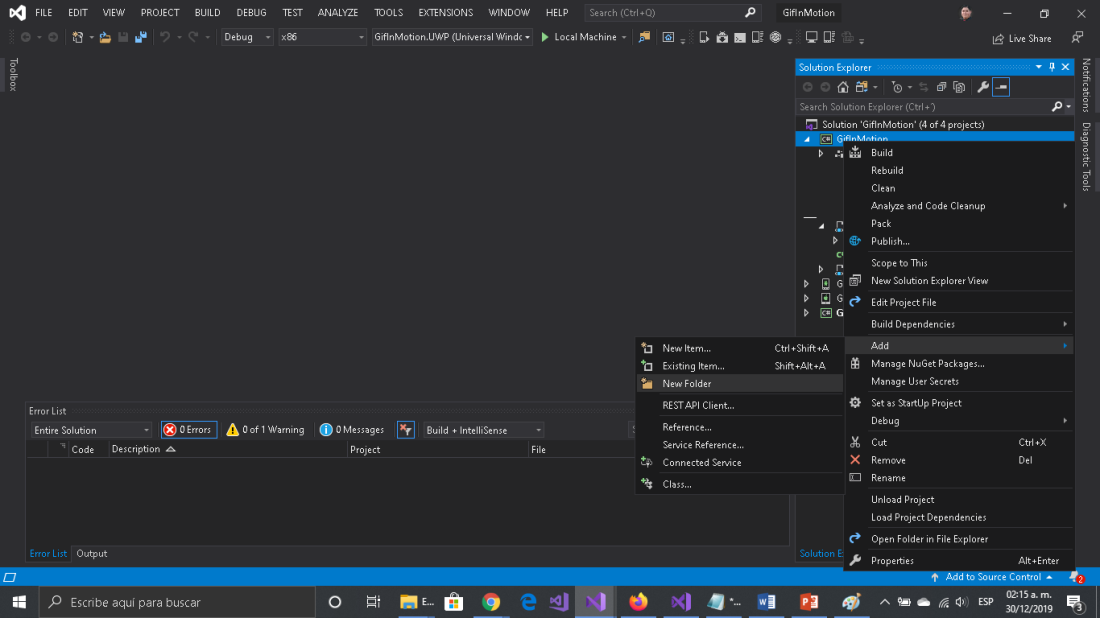 FILE EDIT VIEW PROJECT BUILD DEBUG TEST ANALYZE TOOLS EXTENSIONS WINDOW HELP Search (Ctrl+Q) GifInMotion
Debug x86 GifInMotion.UWP (Universal Windc Local Machine Live Share
Toolbox
Solution Explorer
Search Solution Explorer (Ctrl+´)
Solution 'GifInMotion' (4 of 4 projects)
GifInMotion
Notifications
Diagnostic Tools
Build
Rebuild
Clean
Analyze and Code Cleanup
Pack
Publish...
Scope to This
New Solution Explorer View
Edit Project File
Build Dependencies
Add
Manage NuGet Packages...
Manage User Secrets
Set as StartUp Project
Debug
Cut Ctrl+X
Remove Del
Rename
Unload Project
Load Project Dependencies
Open Folder in File Explorer
Properties Alt+Enter
New Item... Ctrl+Shift+A
Existing Item... Shift+Alt+A
New Folder
REST API Client...
Reference...
Service Reference...
Connected Service
Class...
Error List
Entire Solution 0 Errors 0 of 1 Warning 0 Messages Build + IntelliSense
Code Description Project File
Error List Output
Solution E
Add to Source Control 2
Escribe aquí para buscar E... ESP 02:15 a. m.
30/12/2019 3